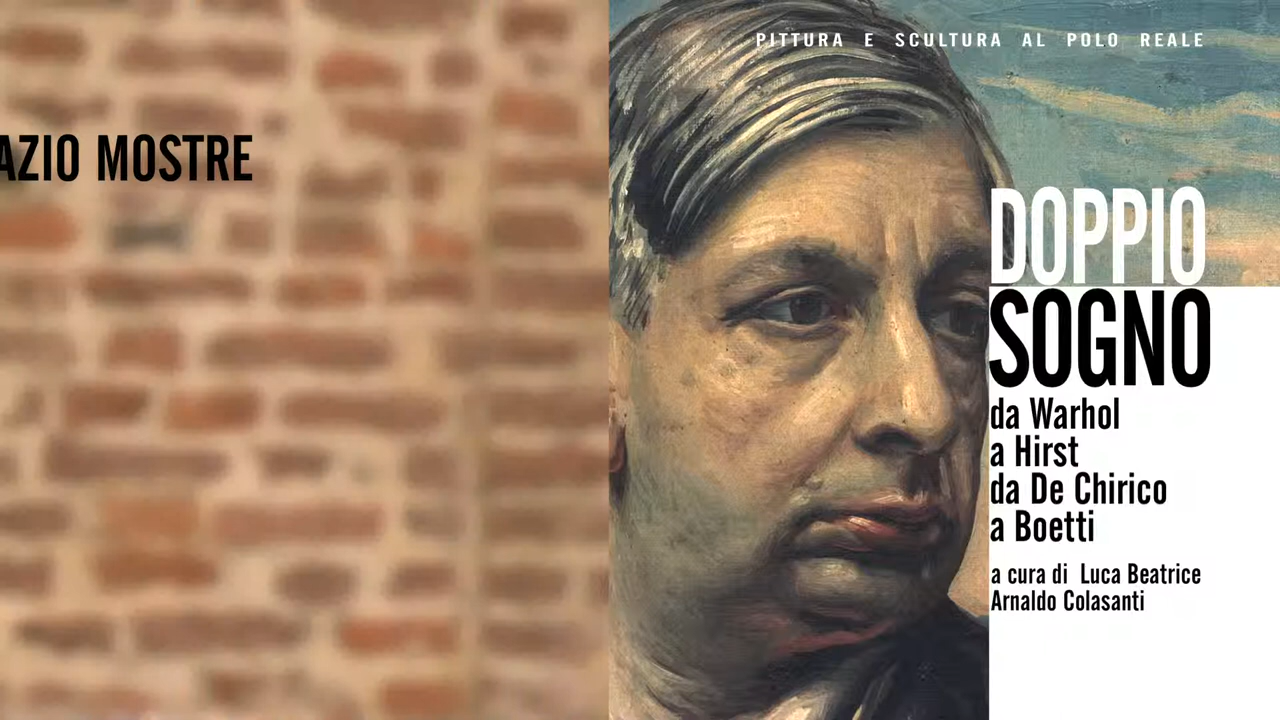 AZIO MOSTRE
PITTURA E SCULTURA AL POLO REALE
DOPPIO
SOGNO
da Warhol
a Hirst
da De Chirico
a Boetti
a cura di Luca Beatrice
Arnaldo Colasanti